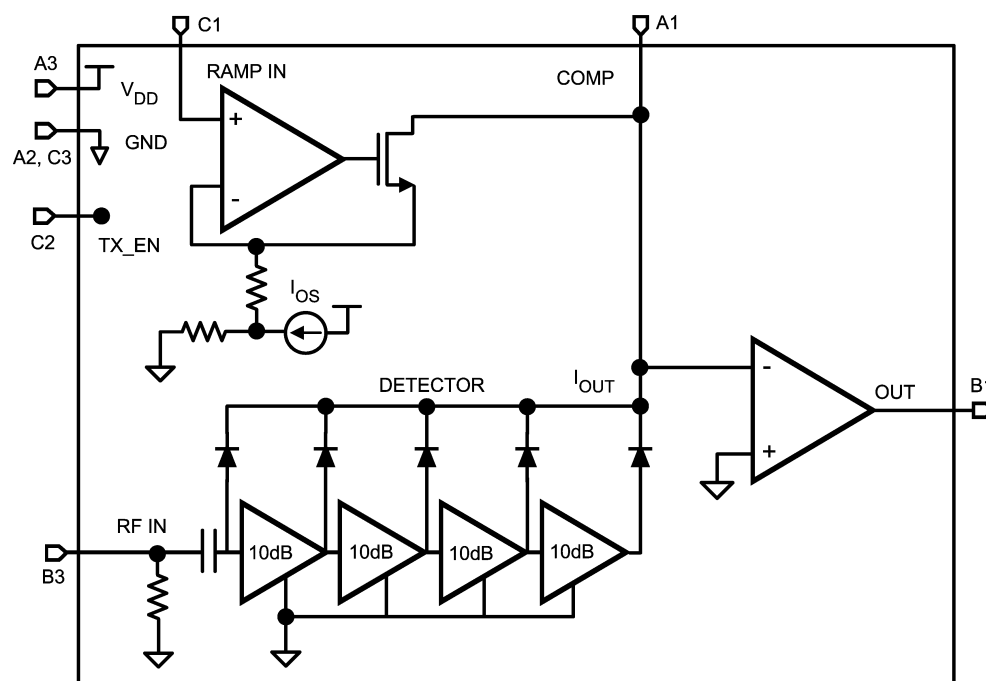 C1
A1
A3
RAMP IN
COMP
VDD
+
GND
A2, C3
-
C2
TX_EN
IOS
DETECTOR
IOUT
-
OUT
B1
+
RF IN
10dB
10dB
10dB
10dB
B3